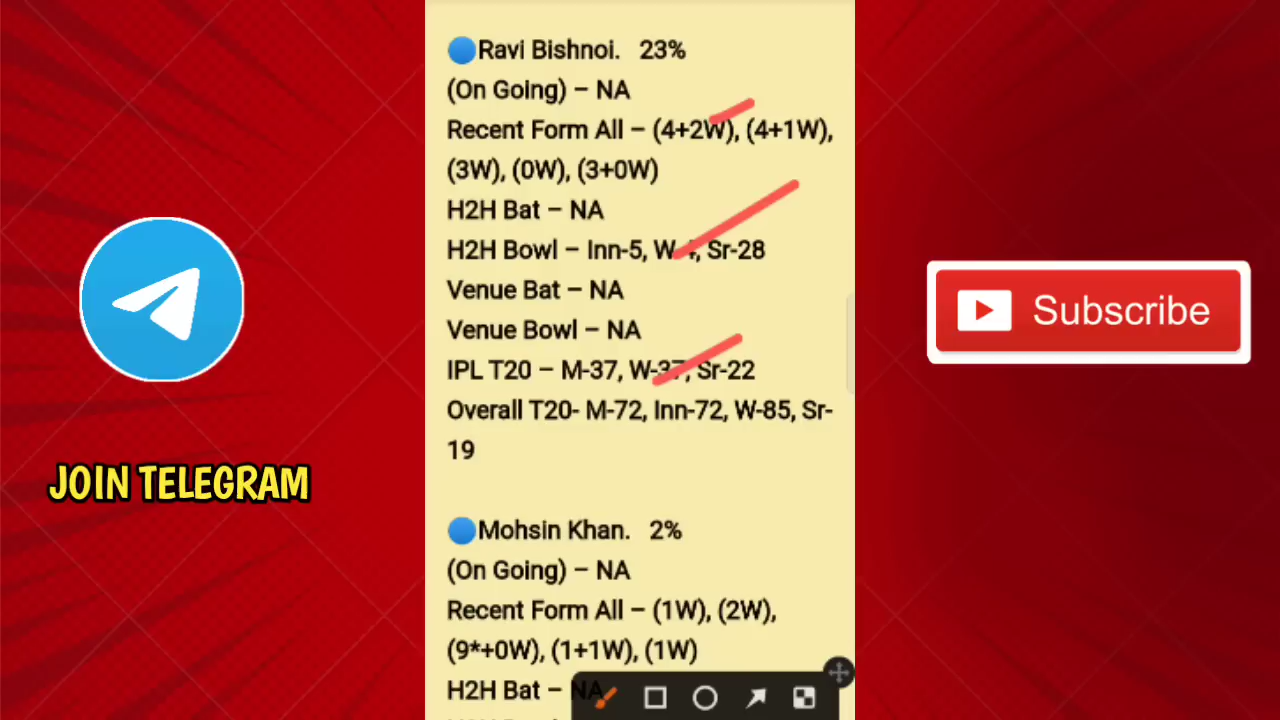 Ravi Bishnoi. 23%
(On Going) – NA
Recent Form All – (4+2W), (4+1W),
(3W), (0W), (3+0W)
H2H Bat – NA
H2H Bowl – Inn-5, W-4, Sr-28
Venue Bat – NA
Venue Bowl – NA
IPL T20 – M-37, W-37, Sr-22
Overall T20- M-72, Inn-72, W-85, Sr-
19
Mohsin Khan. 2%
(On Going) – NA
Recent Form All – (1W), (2W),
(9*+0W), (1+1W), (1W)
H2H Bat – NA
JOIN TELEGRAM
Subscribe